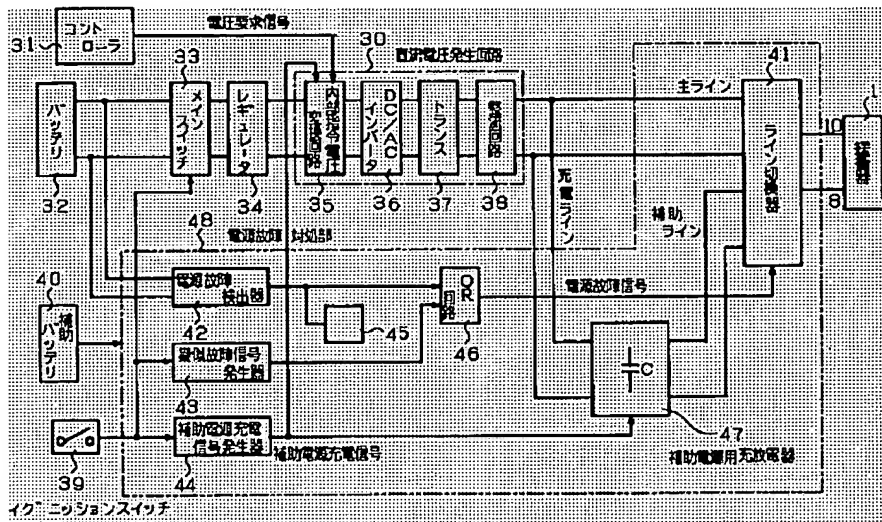 コントローラ
31
電圧要求信号
30
直流電圧発生回路
41
33
主ライン
1
バッテリ
メインスイッチ
レギュレータ
DC/ACインバータ
トランス
ライン切換器
10
8
32
34
35
36
37
38
充電ライン
補助ライン
48
電源故障 対処部
40
補助バッテリ
電源故障検出器
42
OR回路
46
電源故障信号
45
疑似故障信号発生器
43
C
47
補助電源用充放電器
補助電源充電信号発生器
44
補助電源充電信号
39
イグニッションスイッチ